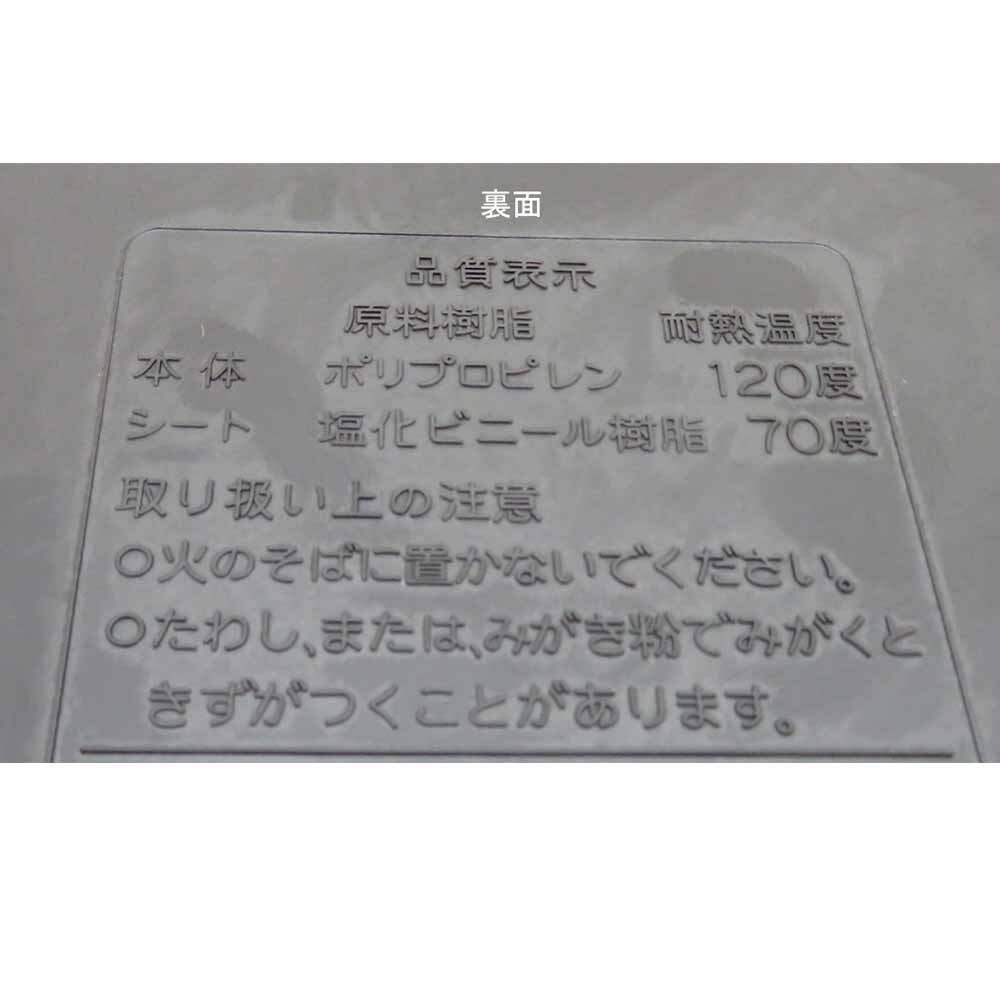 裏面
品質表示
原料樹脂 耐熱温度
本体 ポリプロピレン 120度
シート 塩化ビニール樹脂 70度
取り扱い上の注意
○火のそばに置かないでください。
○たわし、または、みがき粉でみがくと
きずがつくことがあります。